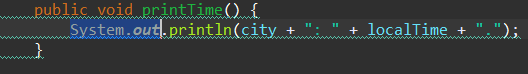 public void printTime() {
System.out.println(city + ": " + localTime + ".");
}